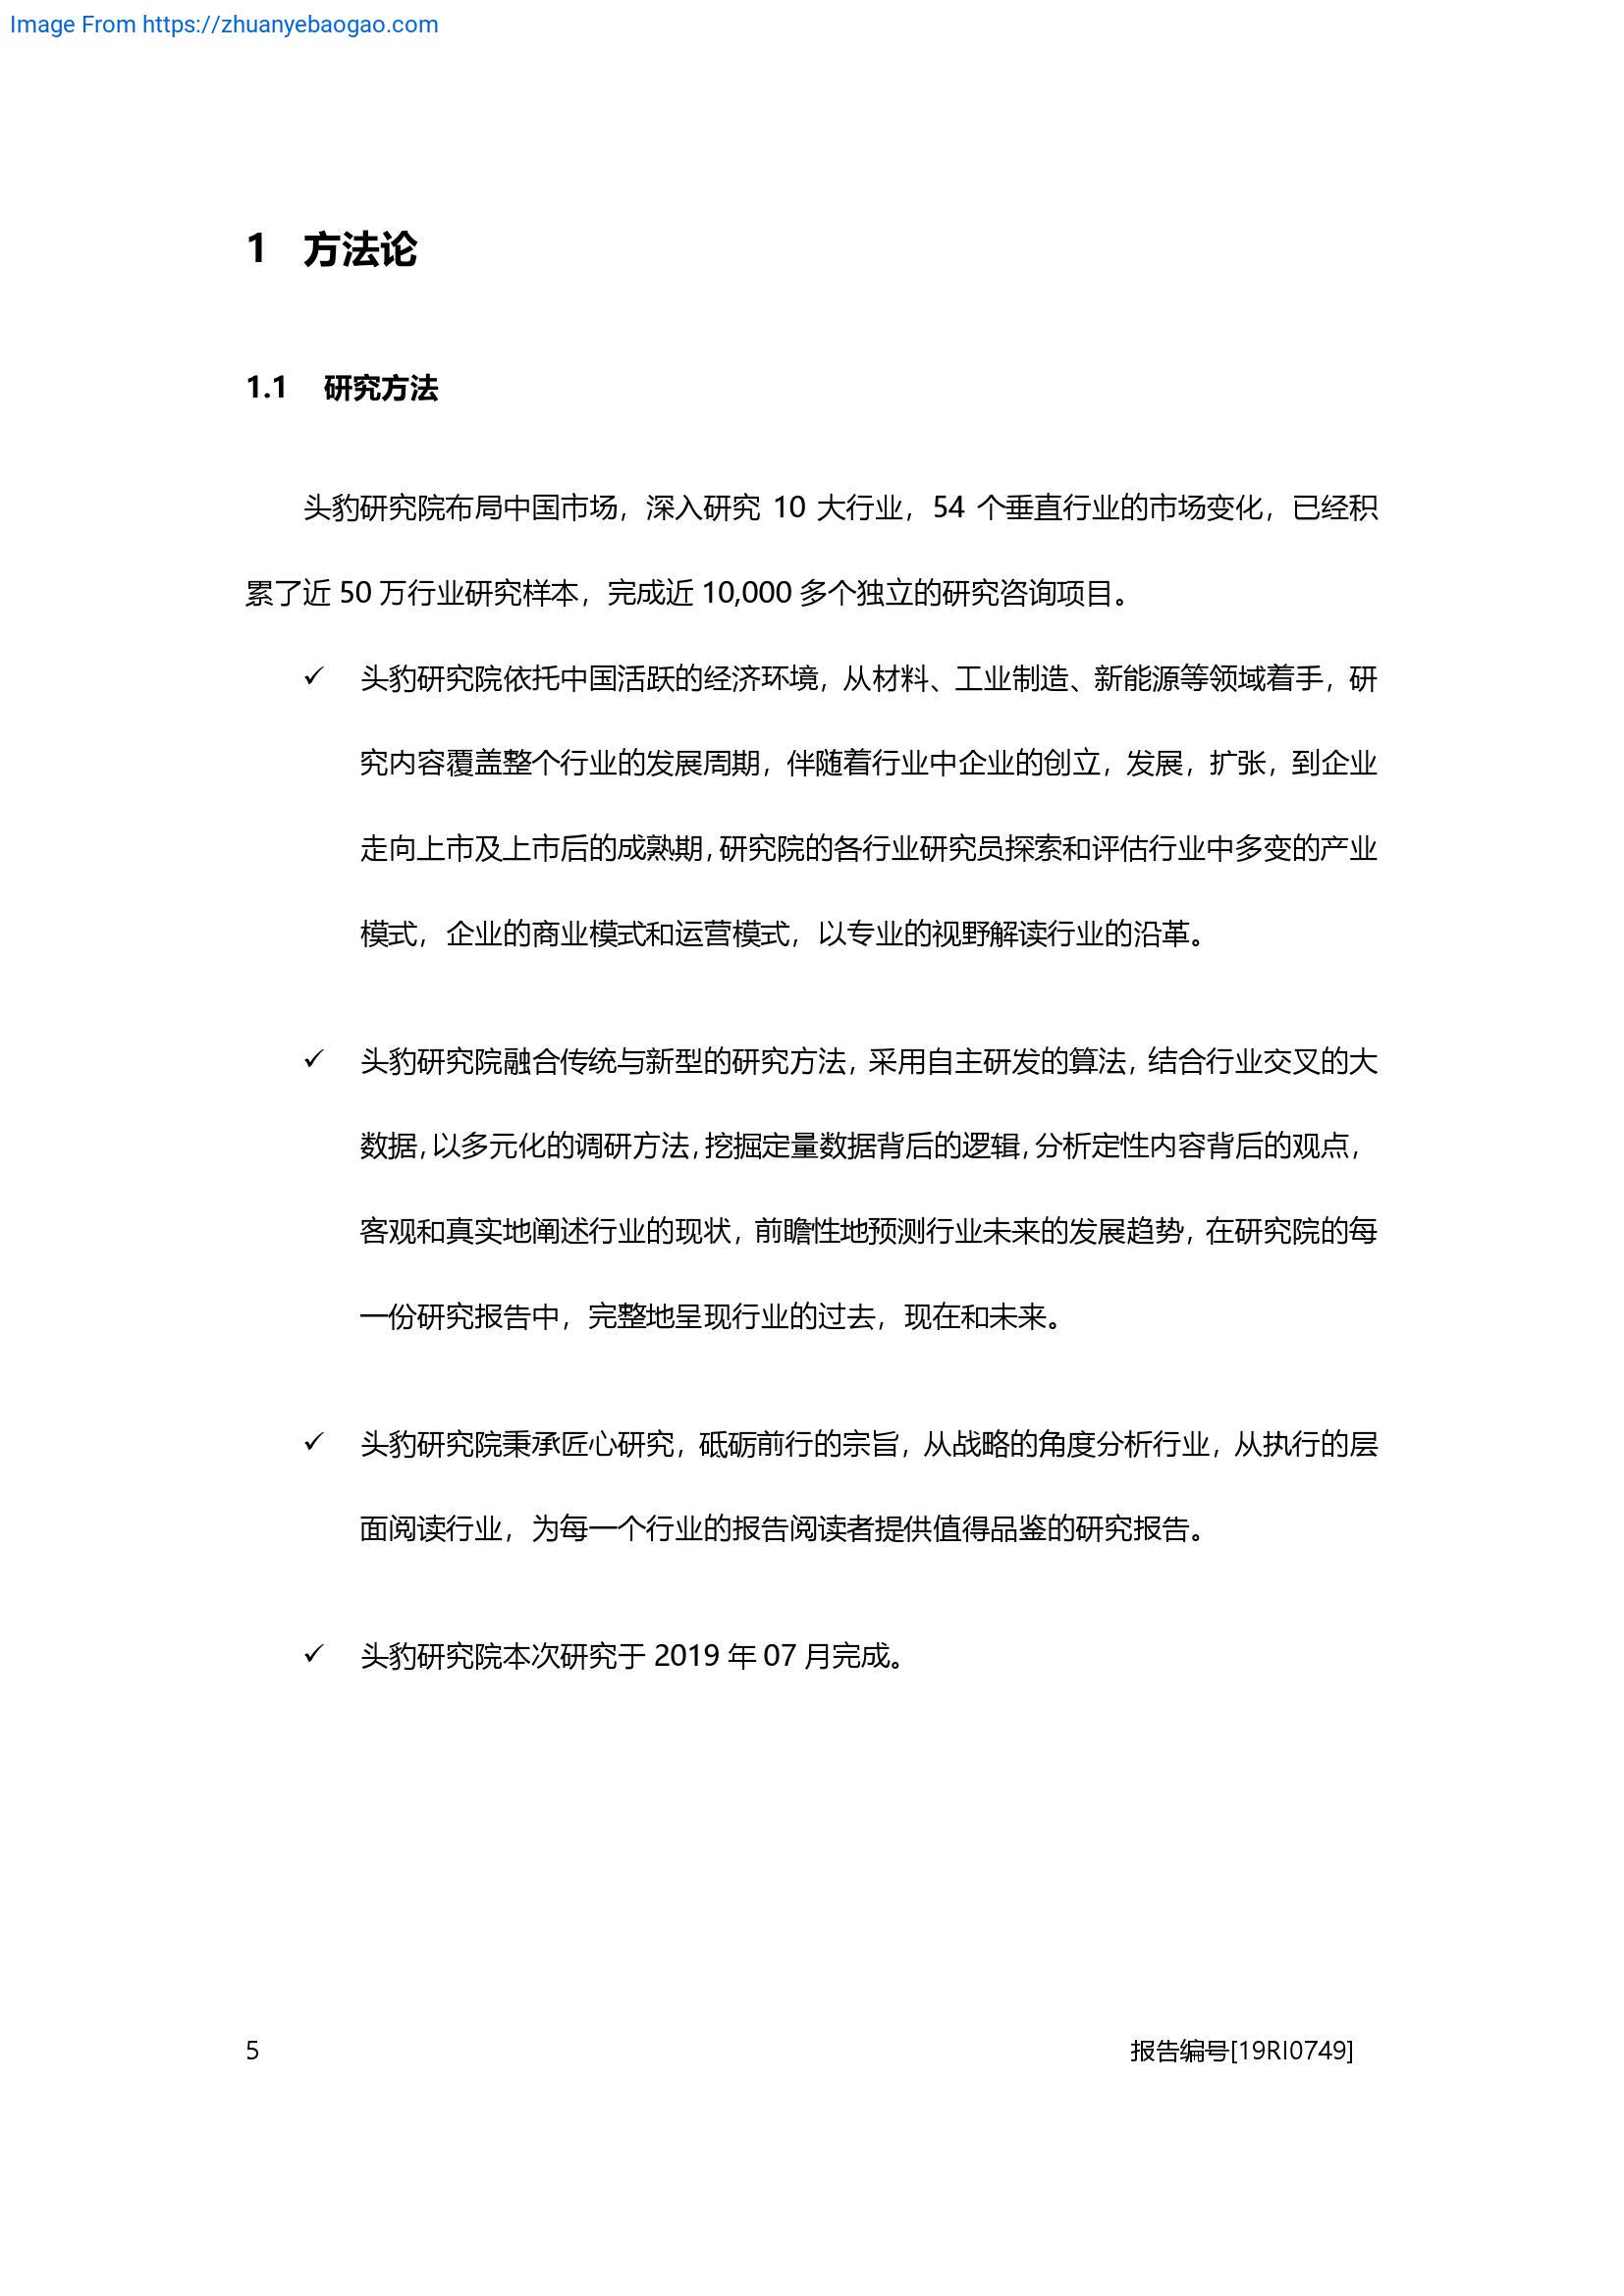 Image From https://zhuanyebaogao.com
1 方法论
1.1 研究方法
头豹研究院布局中国市场，深入研究 10 大行业，54 个垂直行业的市场变化，已经积
累了近 50 万行业研究样本，完成近 10,000 多个独立的研究咨询项目。
✓ 头豹研究院依托中国活跃的经济环境，从材料、工业制造、新能源等领域着手，研
究内容覆盖整个行业的发展周期，伴随着行业中企业的创立，发展，扩张，到企业
走向上市及上市后的成熟期，研究院的各行业研究员探索和评估行业中多变的产业
模式，企业的商业模式和运营模式，以专业的视野解读行业的沿革。
✓ 头豹研究院融合传统与新型的研究方法，采用自主研发的算法，结合行业交叉的大
数据，以多元化的调研方法，挖掘定量数据背后的逻辑，分析定性内容背后的观点，
客观和真实地阐述行业的现状，前瞻性地预测行业未来的发展趋势，在研究院的每
一份研究报告中，完整地呈现行业的过去，现在和未来。
✓ 头豹研究院秉承匠心研究，砥砺前行的宗旨，从战略的角度分析行业，从执行的层
面阅读行业，为每一个行业的报告阅读者提供值得品鉴的研究报告。
✓ 头豹研究院本次研究于 2019 年 07 月完成。
5 报告编号[19RI0749]